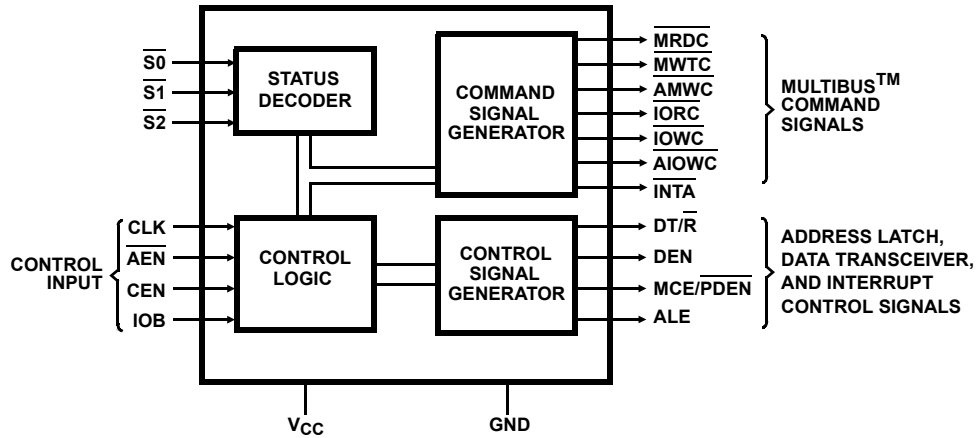 S0
S1
S2
STATUS
DECODER
COMMAND
SIGNAL
GENERATOR
MRDC
MWTC
AMWC
IORC
IOWC
AIOWC
INTA
MULTIBUS™
COMMAND
SIGNALS
CONTROL
INPUT
CLK
AEN
CEN
IOB
CONTROL
LOGIC
CONTROL
SIGNAL
GENERATOR
DT/R
DEN
MCE/PDEN
ALE
ADDRESS LATCH,
DATA TRANSCEIVER,
AND INTERRUPT
CONTROL SIGNALS
VCC
GND